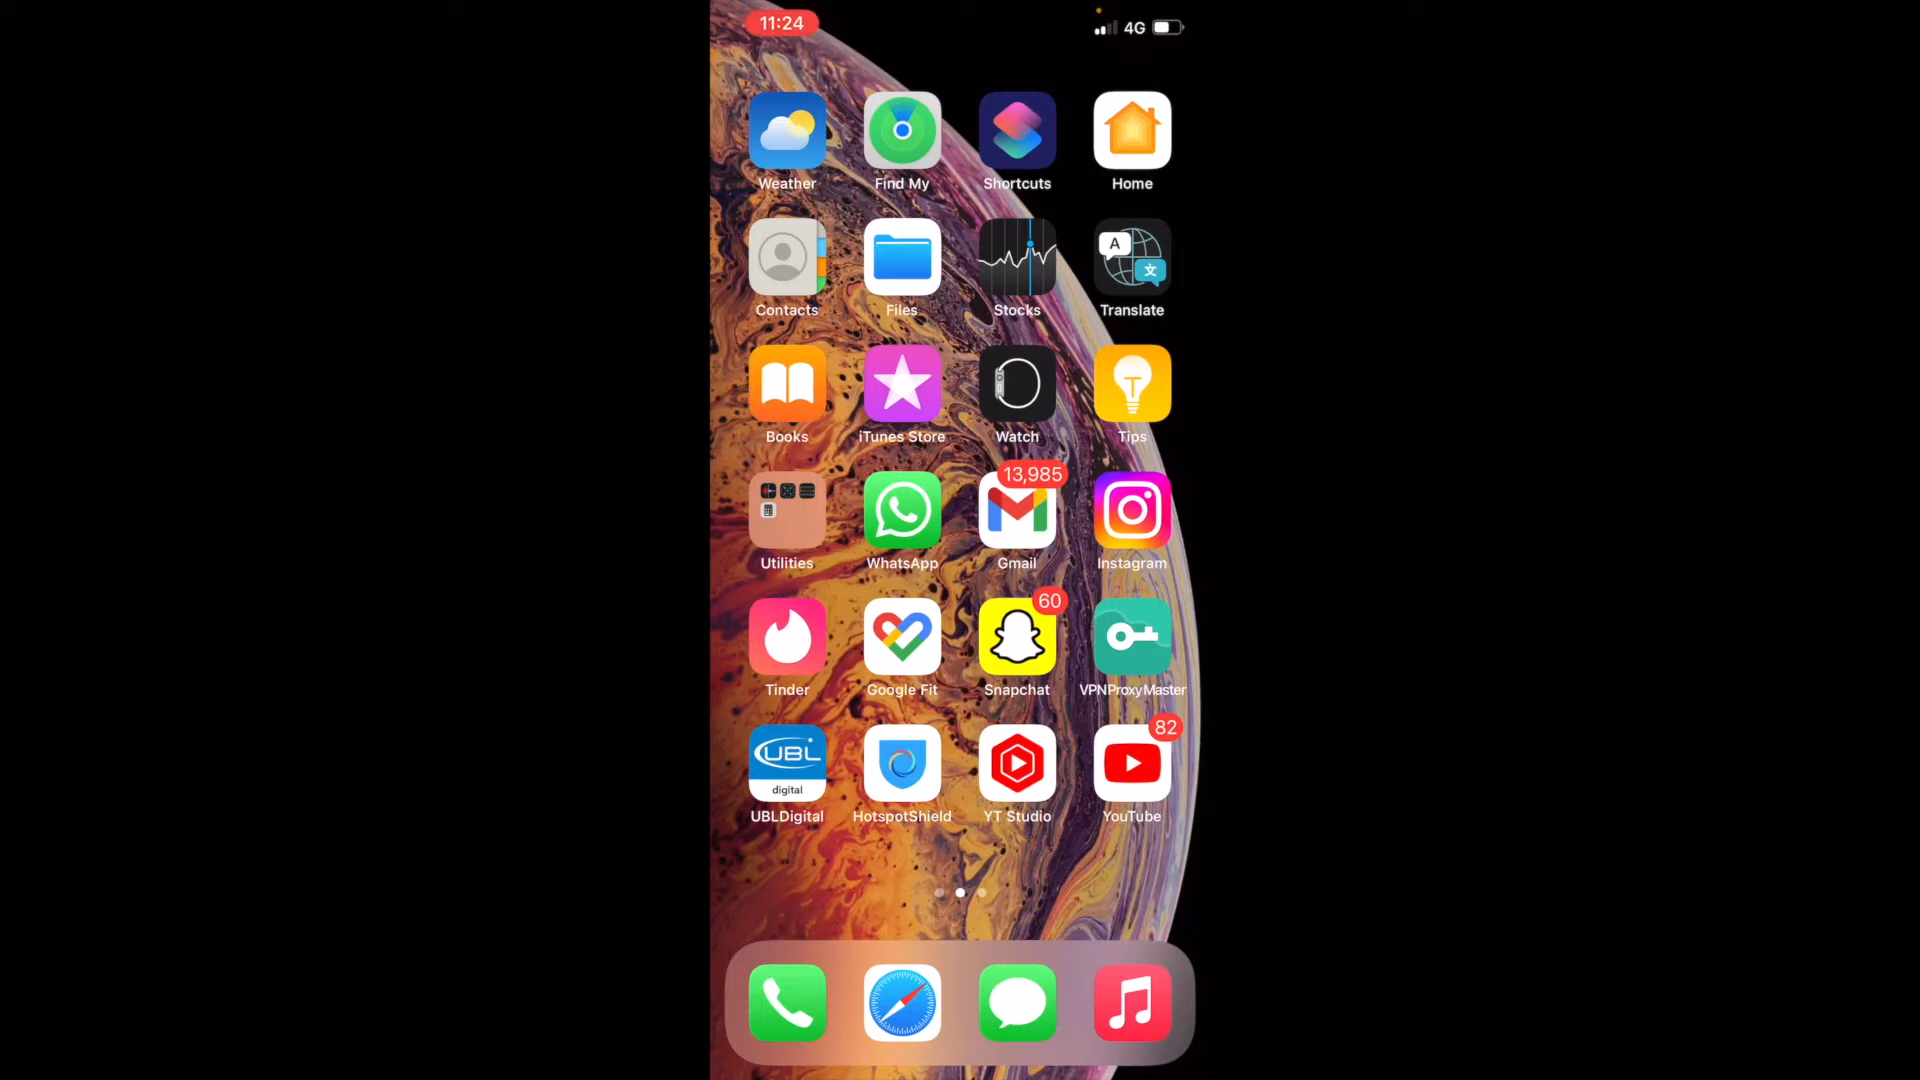 11:24
4G
Weather
Find My
Shortcuts
Home
A
文
Contacts
Files
Stocks
Translate
Books
iTunes Store
Watch
Tips
13,985
Utilities
WhatsApp
Gmail
Instagram
60
Tinder
Google Fit
Snapchat
VPNProxyMaster
82
UBL
digital
UBLDigital
HotspotShield
YT Studio
YouTube